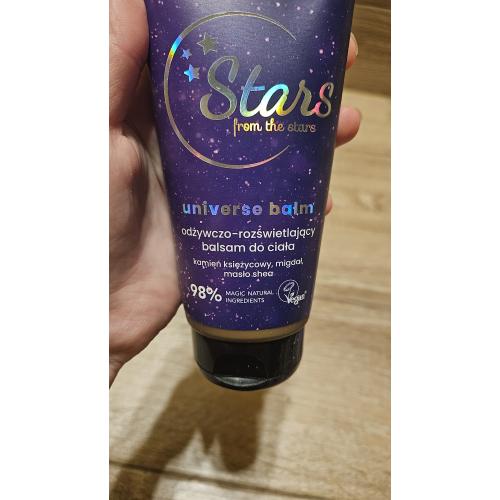 Stars
from the stars
universe balm
odżywczo-rozświetlający
balsam do ciała
kamień księżycowy, migdał,
masło shea
98% MAGIC NATURAL
INGREDIENTS
Vegan